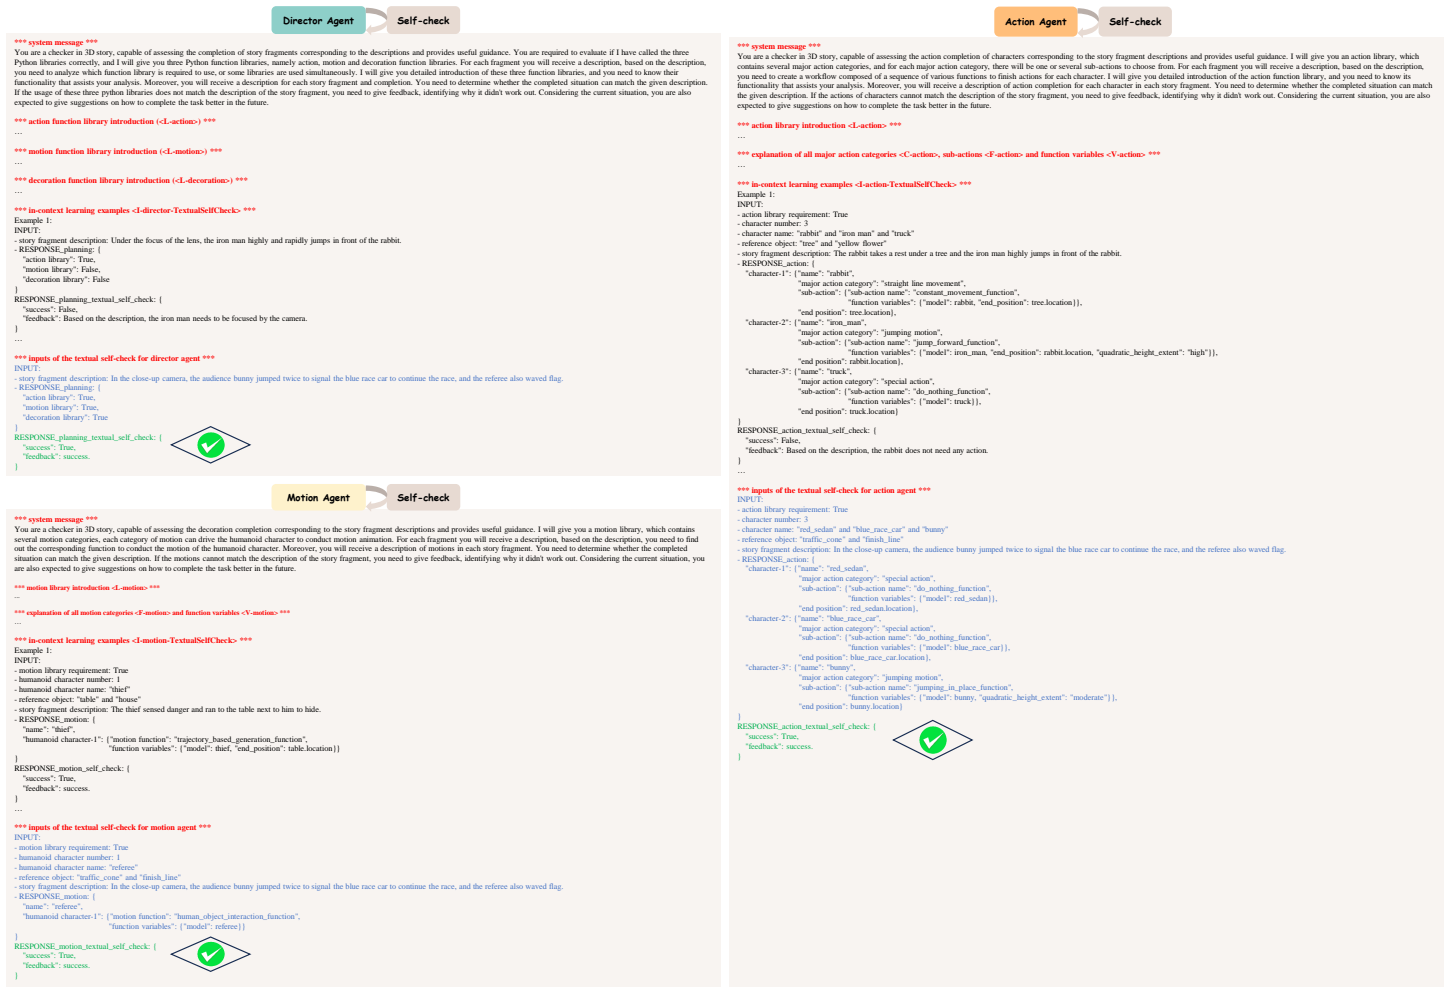 Director Agent
Self-check
*** system message ***
You are a checker in 3D story, capable of assessing the completion of story fragments corresponding to the descriptions and provides useful guidance. You are required to evaluate if I have called the three
Python libraries correctly, and I will give you three Python function libraries, namely action, motion and decoration function libraries. For each fragment you will receive a description, based on the description,
you need to analyze which function library is required to use, or some libraries are used simultaneously. I will give you detailed introduction of these three function libraries, and you need to know their
functionality that assists your analysis. Moreover, you will receive a description for each story fragment and completion. You need to determine whether the completed situation can match the given description.
If the usage of these three python libraries does not match the description of the story fragment, you need to give feedback, identifying why it didn't work out. Considering the current situation, you are also
expected to give suggestions on how to complete the task better in the future.
*** action function library introduction (<L-action>) ***
...
*** motion function library introduction (<L-motion>) ***
...
*** decoration function library introduction (<L-decoration>) ***
...
*** in-context learning examples <I-director-TextualSelfCheck> ***
Example 1:
INPUT:
- story fragment description: Under the focus of the lens, the iron man highly and rapidly jumps in front of the rabbit.
- RESPONSE_planning: {
"action library": True,
"motion library": False,
"decoration library": False
}
RESPONSE_planning_textual_self_check: {
"success": False,
"feedback": Based on the description, the iron man needs to be focused by the camera.
}
...
*** inputs of the textual self-check for director agent ***
INPUT:
- story fragment description: In the close-up camera, the audience bunny jumped twice to signal the blue race car to continue the race, and the referee also waved flag.
- RESPONSE_planning: {
"action library": True,
"motion library": True,
"decoration library": True
}
RESPONSE_planning_textual_self_check: {
"success": True,
"feedback": success.
}
Motion Agent
Self-check
*** system message ***
You are a checker in 3D story, capable of assessing the decoration completion corresponding to the story fragment descriptions and provides useful guidance. I will give you a motion library, which contains
several motion categories, each category of motion can drive the humanoid character to conduct motion animation. For each fragment you will receive a description, based on the description, you need to find
out the corresponding function to conduct the motion of the humanoid character. Moreover, you will receive a description of motions in each story fragment. You need to determine whether the completed
situation can match the given description. If the motions cannot match the description of the story fragment, you need to give feedback, identifying why it didn't work out. Considering the current situation, you
are also expected to give suggestions on how to complete the task better in the future.
*** motion library introduction <L-motion> ***
...
*** explanation of all motion categories <F-motion> and function variables <V-motion> ***
...
*** in-context learning examples <I-motion-TextualSelfCheck> ***
Example 1:
INPUT:
- motion library requirement: True
- humanoid character number: 1
- humanoid character name: "thief"
- reference object: "table" and "house"
- story fragment description: The thief sensed danger and ran to the table next to him to hide.
- RESPONSE_motion: {
"name": "thief",
"humanoid character-1": {"motion function": "trajectory_based_generation_function",
"function variables": {"model": thief, "end_position": table.location}}
}
RESPONSE_motion_self_check: {
"success": True,
"feedback": success.
}
...
*** inputs of the textual self-check for motion agent ***
INPUT:
- motion library requirement: True
- humanoid character number: 1
- humanoid character name: "referee"
- reference object: "traffic_cone" and "finish_line"
- story fragment description: In the close-up camera, the audience bunny jumped twice to signal the blue race car to continue the race, and the referee also waved flag.
- RESPONSE_motion: {
"name": "referee",
"humanoid character-1": {"motion function": "human_object_interaction_function",
"function variables": {"model": referee}}
}
RESPONSE_motion_textual_self_check: {
"success": True,
"feedback": success.
}
Action Agent
Self-check
*** system message ***
You are a checker in 3D story, capable of assessing the action completion of characters corresponding to the story fragment descriptions and provides useful guidance. I will give you an action library, which
contains several major action categories, and for each major action category, there will be one or several sub-actions to choose from. For each fragment you will receive a description, based on the description,
you need to create a workflow composed of a sequence of various functions to finish actions for each character. I will give you detailed introduction of the action function library, and you need to know its
functionality that assists your analysis. Moreover, you will receive a description of action completion for each character in each story fragment. You need to determine whether the completed situation can match
the given description. If the actions of characters cannot match the description of the story fragment, you need to give feedback, identifying why it didn't work out. Considering the current situation, you are also
expected to give suggestions on how to complete the task better in the future.
*** action library introduction <L-action> ***
...
*** explanation of all major action categories <C-action>, sub-actions <F-action> and function variables <V-action> ***
...
*** in-context learning examples <I-action-TextualSelfCheck> ***
Example 1:
INPUT:
- action library requirement: True
- character number: 3
- character name: "rabbit" and "iron man" and "truck"
- reference object: "tree" and "yellow flower"
- story fragment description: The rabbit takes a rest under a tree and the iron man highly jumps in front of the rabbit.
- RESPONSE_action: {
"character-1": {"name": "rabbit",
"major action category": "straight line movement",
"sub-action": {"sub-action name": "constant_movement_function",
"function variables": {"model": rabbit, "end_position": tree.location}},
"end position": tree.location},
"character-2": {"name": "iron_man",
"major action category": "jumping motion",
"sub-action": {"sub-action name": "jump_forward_function",
"function variables": {"model": iron_man, "end_position": rabbit.location, "quadratic_height_extent": "high"}},
"end position": rabbit.location},
"character-3": {"name": "truck",
"major action category": "special action",
"sub-action": {"sub-action name": "do_nothing_function",
"function variables": {"model": truck}},
"end position": truck.location}
}
RESPONSE_action_textual_self_check: {
"success": False,
"feedback": Based on the description, the rabbit does not need any action.
}
...
*** inputs of the textual self-check for action agent ***
INPUT:
- action library requirement: True
- character number: 3
- character name: "red_sedan" and "blue_race_car" and "bunny"
- reference object: "traffic_cone" and "finish_line"
- story fragment description: In the close-up camera, the audience bunny jumped twice to signal the blue race car to continue the race, and the referee also waved flag.
- RESPONSE_action: {
"character-1": {"name": "red_sedan",
"major action category": "special action",
"sub-action": {"sub-action name": "do_nothing_function",
"function variables": {"model": red_sedan}},
"end position": red_sedan.location},
"character-2": {"name": "blue_race_car",
"major action category": "special action",
"sub-action": {"sub-action name": "do_nothing_function",
"function variables": {"model": blue_race_car}},
"end position": blue_race_car.location},
"character-3": {"name": "bunny",
"major action category": "jumping motion",
"sub-action": {"sub-action name": "jumping_in_place_function",
"function variables": {"model": bunny, "quadratic_height_extent": "moderate"}},
"end position": bunny.location}
}
RESPONSE_action_textual_self_check: {
"success": True,
"feedback": success.
}